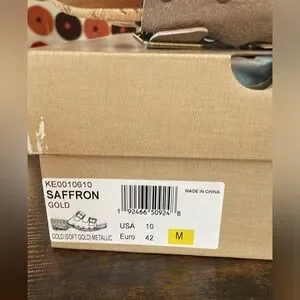 KE0010610
SAFFRON
GOLD
MADE IN CHINA
1 92466 50924 8
GOLD (SOFT GOLD) METALLIC
USA 10
Euro 42 M